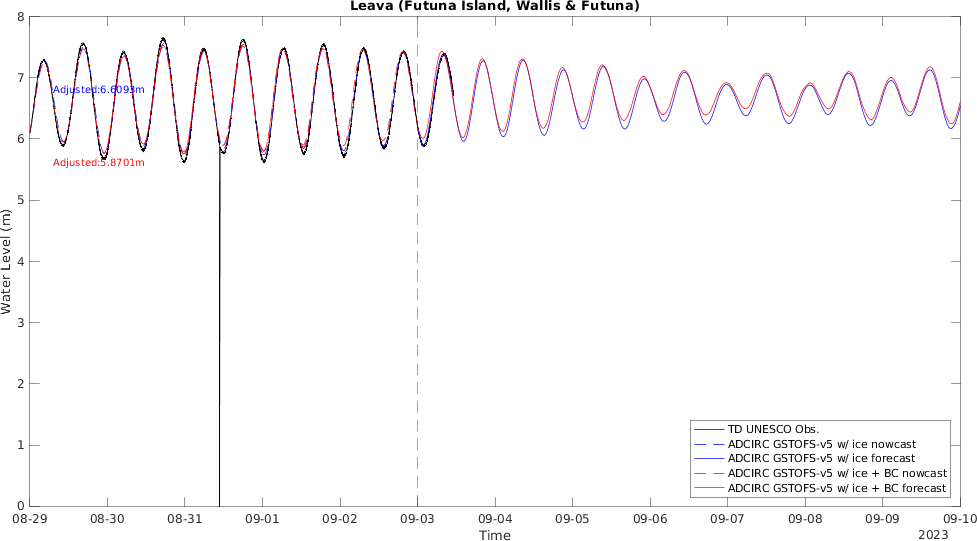 Leava (Futuna Island, Wallis & Futuna)
8
7
6
5
4
3
2
1
0
Water Level (m)
Adjusted:6.6093m
Adjusted:5.8701m
TD UNESCO Obs.
ADCIRC GSTOFS-v5 w/ ice nowcast
ADCIRC GSTOFS-v5 w/ ice forecast
ADCIRC GSTOFS-v5 w/ ice + BC nowcast
ADCIRC GSTOFS-v5 w/ ice + BC forecast
08-29 08-30 08-31 09-01 09-02 09-03 09-04 09-05 09-06 09-07 09-08 09-09 09-10
Time
2023